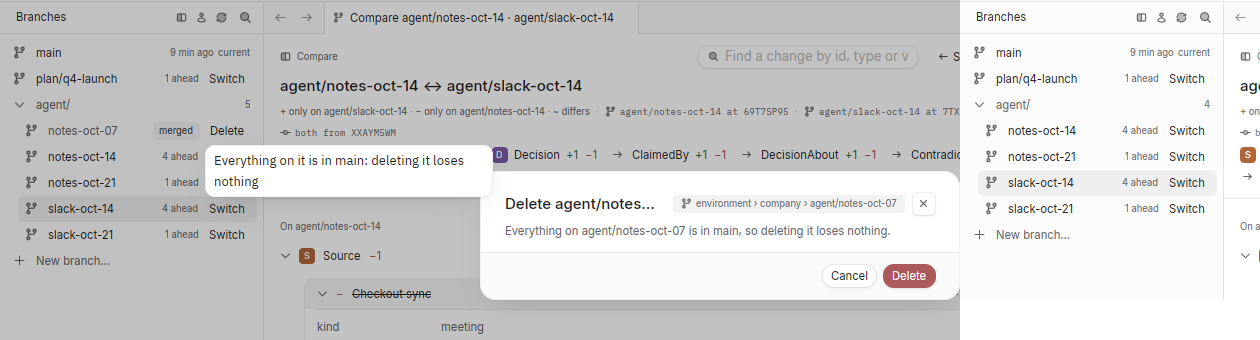 Branches
main 9 min ago current
plan/q4-launch 1 ahead Switch
agent/ 5
notes-oct-07 merged Delete
notes-oct-14 4 ahead
notes-oct-21 1 ahead
slack-oct-14 4 ahead Switch
slack-oct-21 1 ahead Switch
New branch...
Everything on it is in main: deleting it loses
nothing
Compare agent/notes-oct-14 · agent/slack-oct-14
Compare
Find a change by id, type or v
← S
agent/notes-oct-14 ↔ agent/slack-oct-14
+ only on agent/slack-oct-14 · − only on agent/notes-oct-14 · ~ differs · agent/notes-oct-14 at 69T7SP95 · agent/slack-oct-14 at 7TX
both from XXAYM5WM
D Decision +1 −1 → ClaimedBy +1 −1 → DecisionAbout +1 −1 → Contradic
On agent/notes-oct-14
S Source −1
− Checkout sync
kind meeting
Delete agent/notes... environment › company › agent/notes-oct-07
Everything on agent/notes-oct-07 is in main, so deleting it loses nothing.
Cancel Delete
Branches
main 9 min ago current
plan/q4-launch 1 ahead Switch
agent/ 4
notes-oct-14 4 ahead Switch
notes-oct-21 1 ahead Switch
slack-oct-14 4 ahead Switch
slack-oct-21 1 ahead Switch
New branch...
age
+ on
b
S
On a